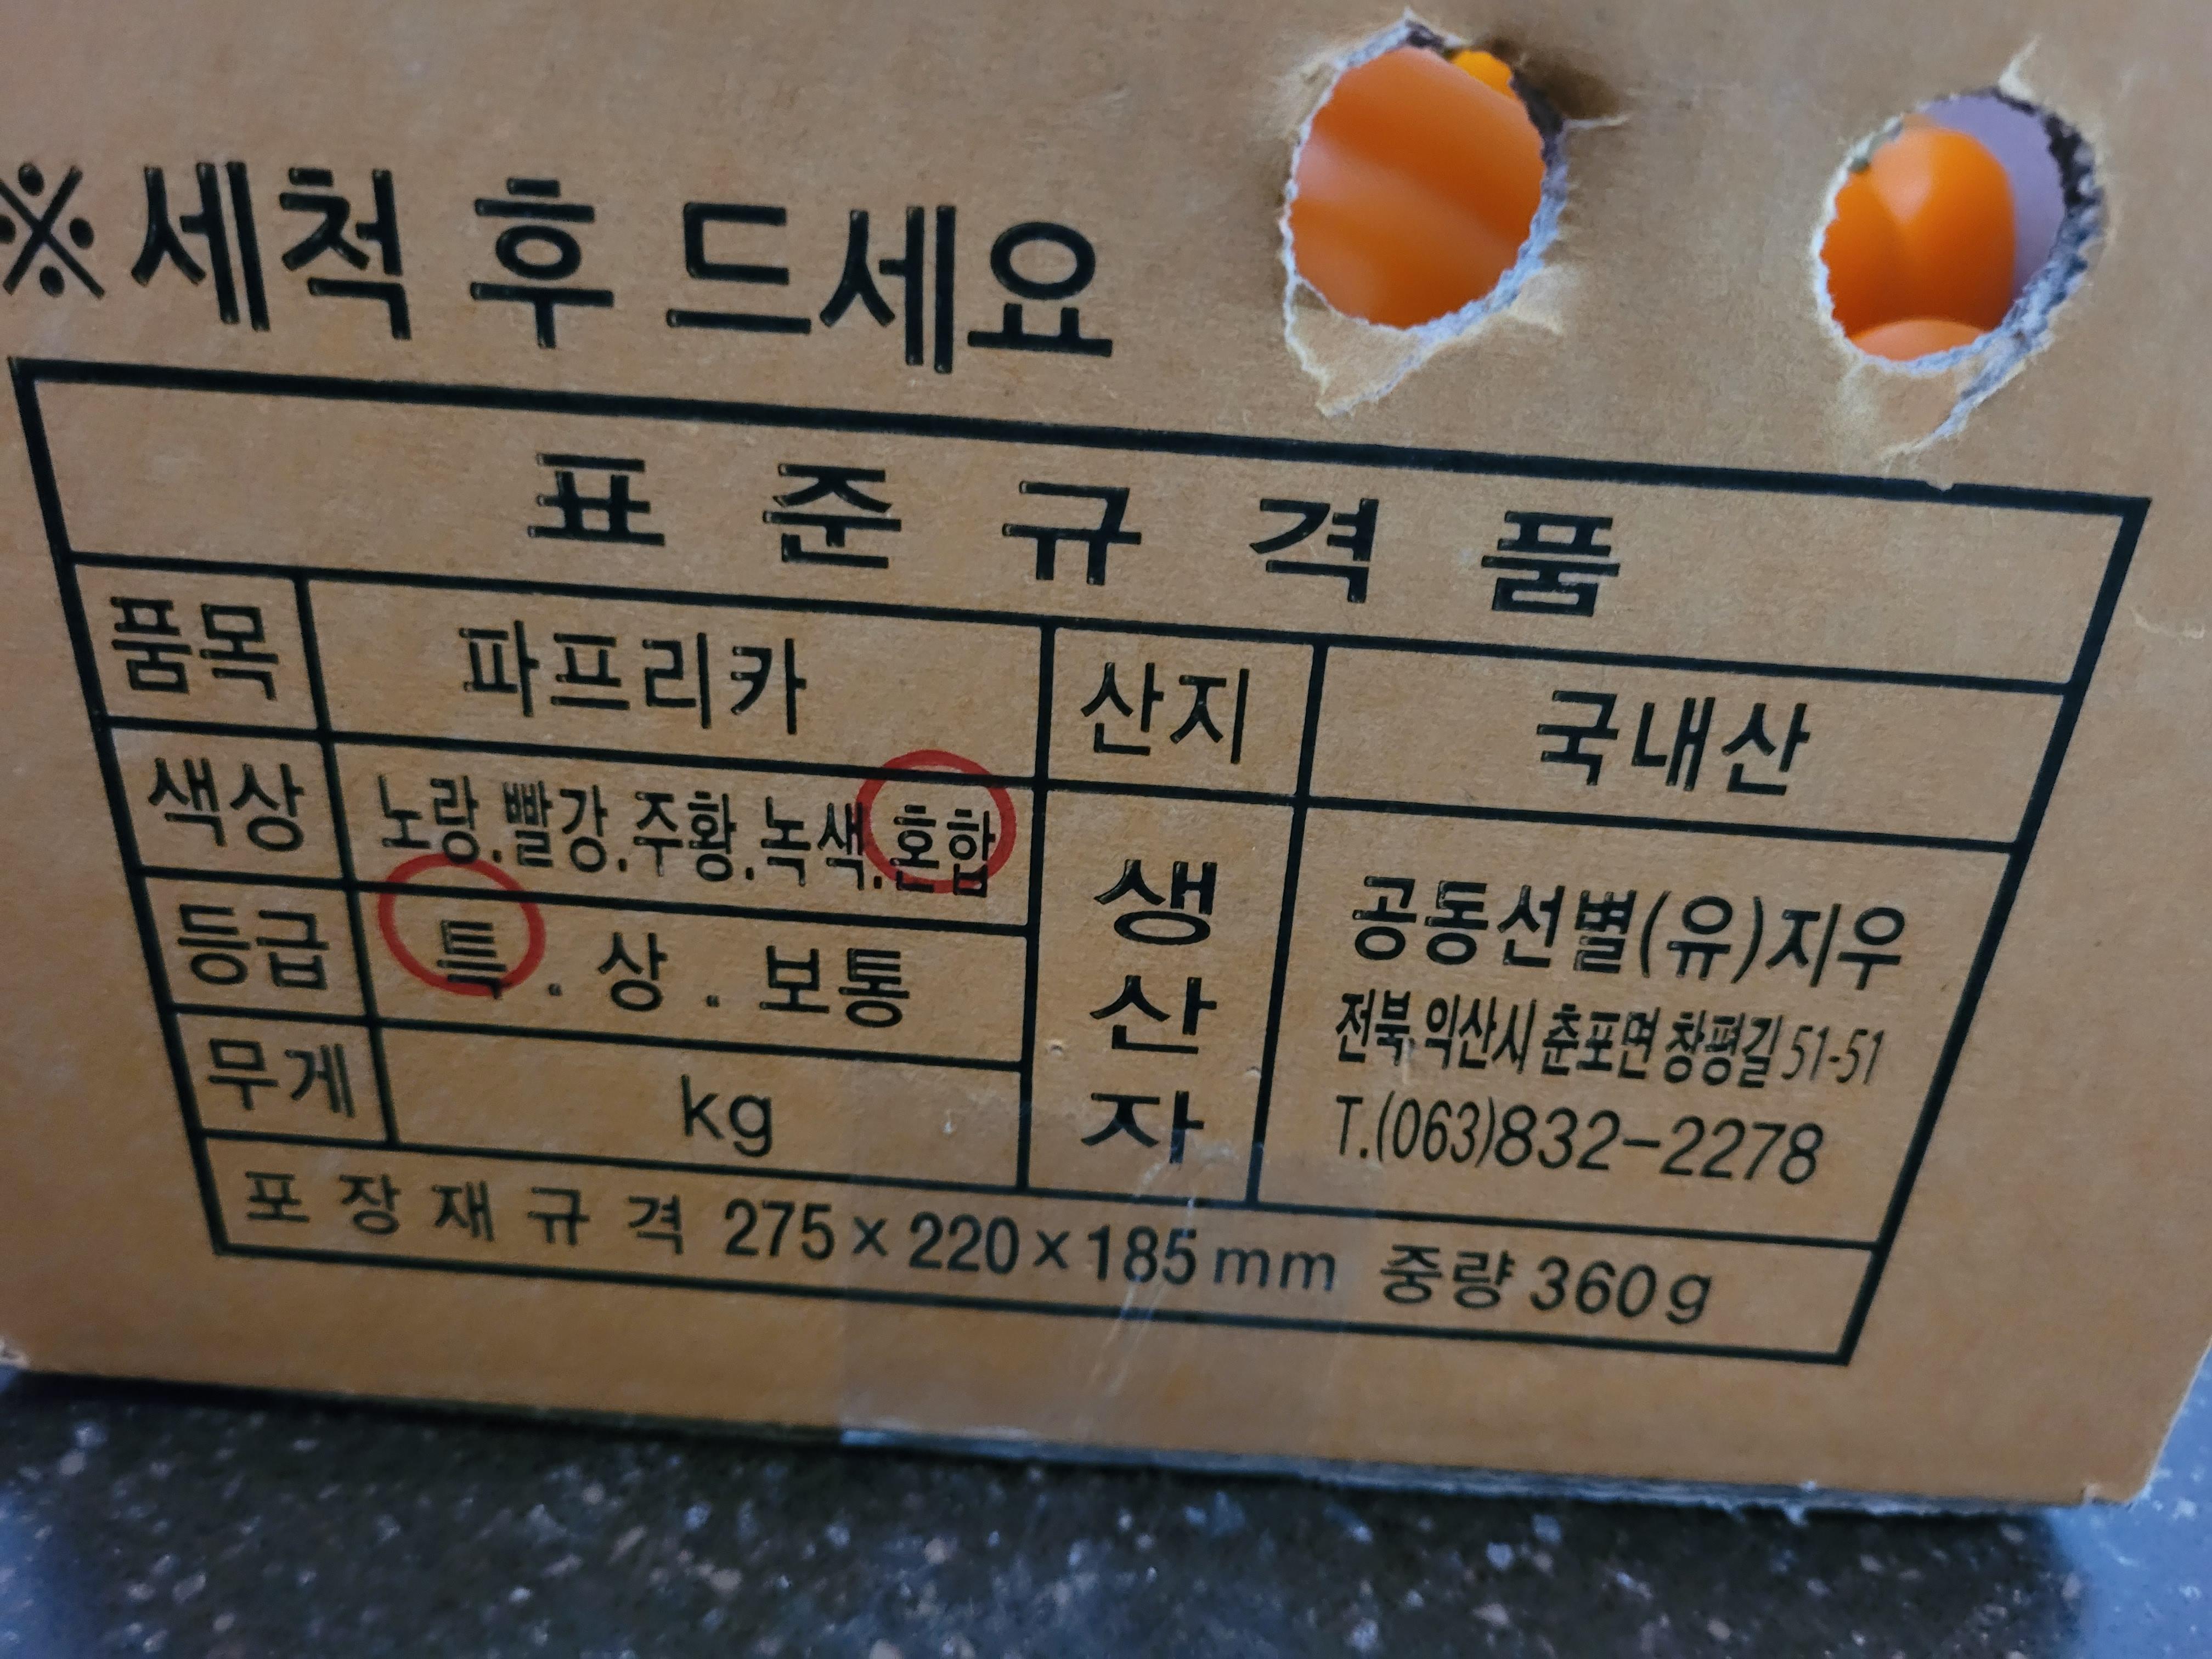 ※세척 후 드세요
표준규격품
품목 파프리카 산지 국내산
색상 노랑.빨강.주황.녹색.혼합
등급 특.상.보통
무게 kg
생산자
공동선별(유)지우
전북 익산시 춘포면 창평길 51-51
T.(063)832-2278
포장재규격 275×220×185mm 중량 360g